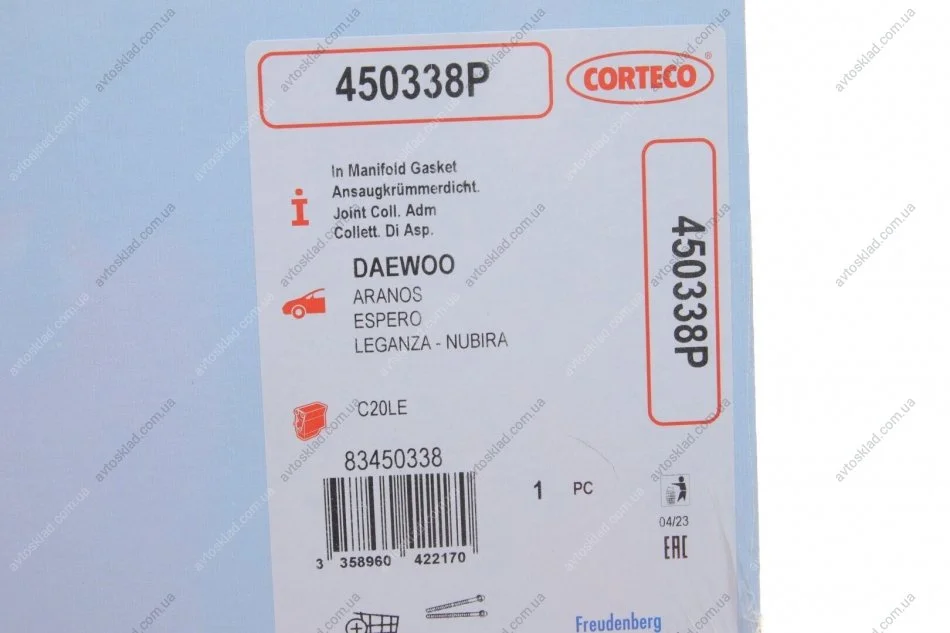 450338P
CORTECO®
In Manifold Gasket
Ansaugkrümmerdicht.
Joint Coll. Adm
Collett. Di Asp.
i
DAEWOO
ARANOS
ESPERO
LEGANZA - NUBIRA
450338P
C20LE
83450338
3 358960 422170
1 PC
04/23
EAC
Freudenberg
avtosklad.com.ua